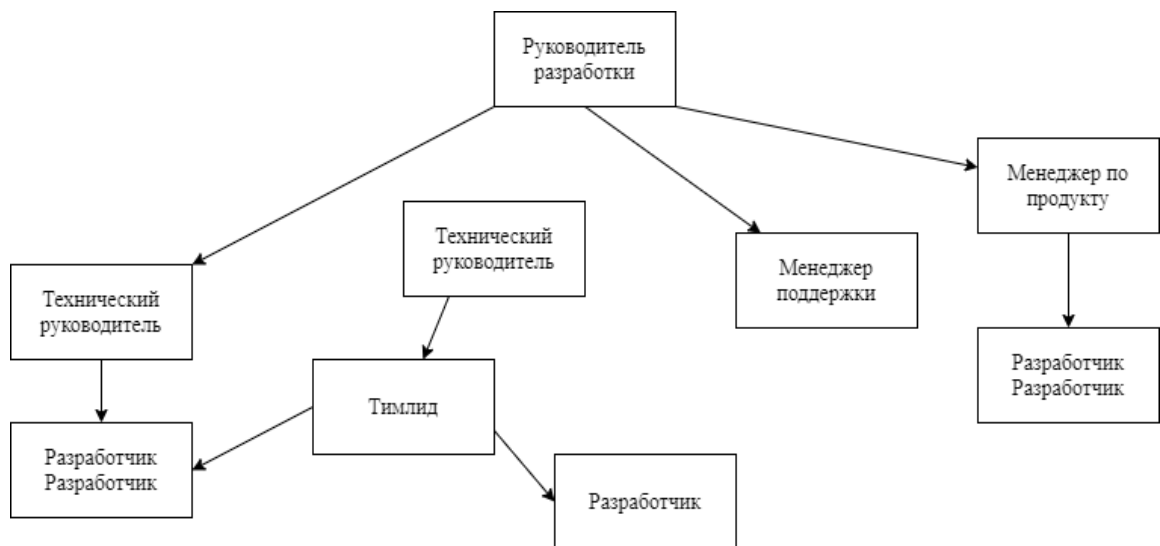 Руководитель
разработки
Менеджер по
продукту
Технический
руководитель
Менеджер
поддержки
Технический
руководитель
Разработчик
Разработчик
Тимлид
Разработчик
Разработчик
Разработчик